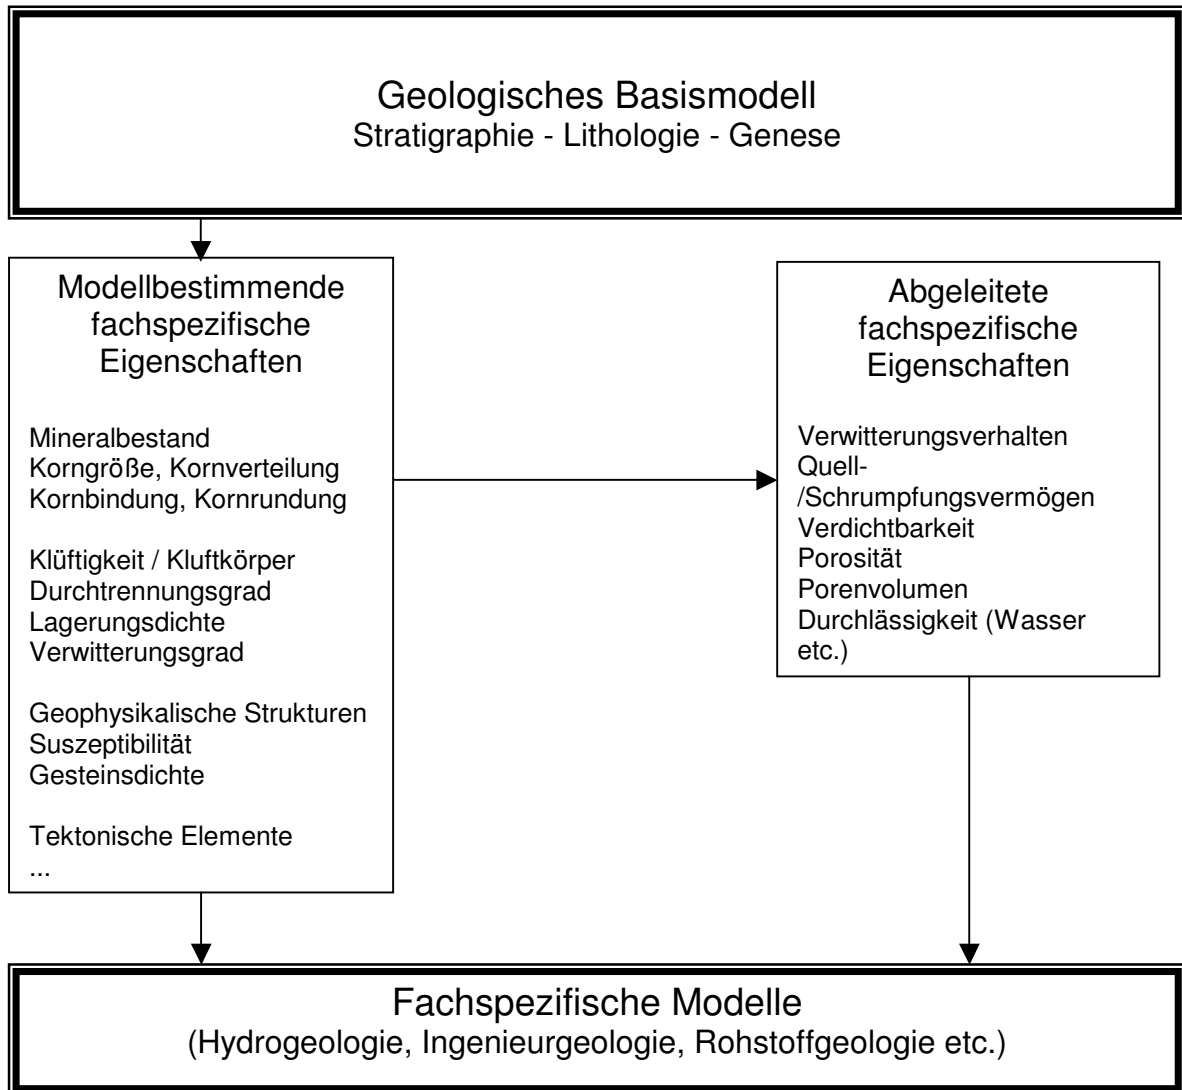 Geologisches Basismodell
Stratigraphie - Lithologie - Genese
Modellbestimmende
fachspezifische
Eigenschaften
Mineralbestand
Korngröße, Kornverteilung
Kornbindung, Kornrundung
Klüftigkeit / Kluftkörper
Durchtrennungsgrad
Lagerungsdichte
Verwitterungsgrad
Geophysikalische Strukturen
Suszeptibilität
Gesteinsdichte
Tektonische Elemente
...
Abgeleitete
fachspezifische
Eigenschaften
Verwitterungsverhalten
Quell-
/Schrumpfungsvermögen
Verdichtbarkeit
Porosität
Porenvolumen
Durchlässigkeit (Wasser
etc.)
Fachspezifische Modelle
(Hydrogeologie, Ingenieurgeologie, Rohstoffgeologie etc.)